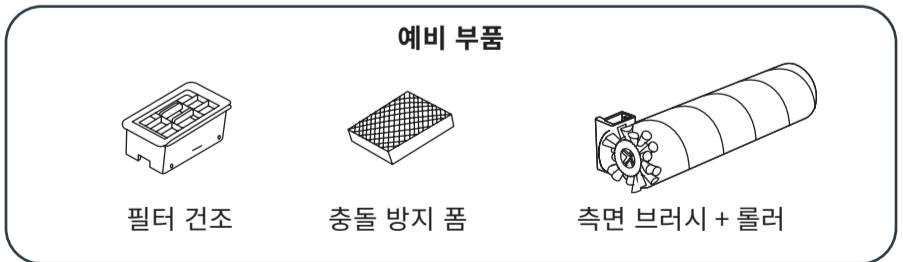 예비 부품
필터 건조
충돌 방지 폼
측면 브러시 + 롤러